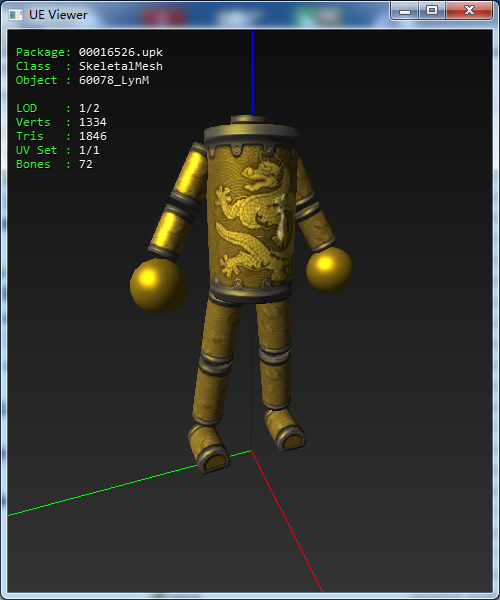 UE Viewer
Package: 00016526.upk
Class : SkeletalMesh
Object : 60078_LynM
LOD : 1/2
Verts : 1334
Tris : 1846
UV Set : 1/1
Bones : 72